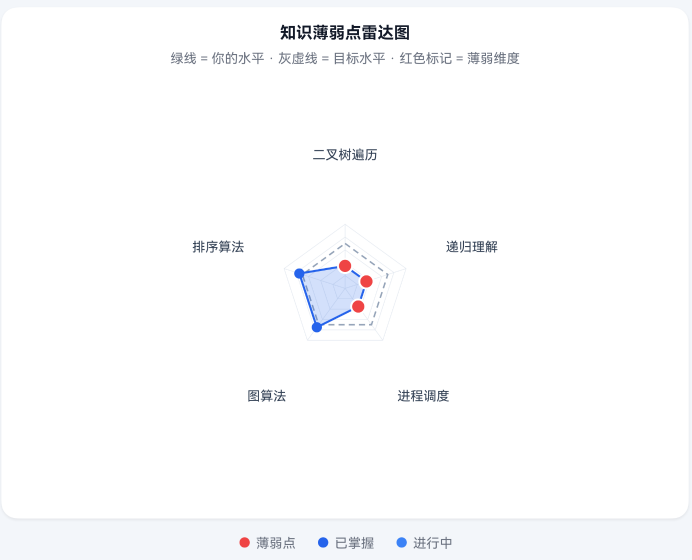 知识薄弱点雷达图
绿线 = 你的水平 · 灰虚线 = 目标水平 · 红色标记 = 薄弱维度
二叉树遍历
排序算法
递归理解
图算法
进程调度
薄弱点
已掌握
进行中